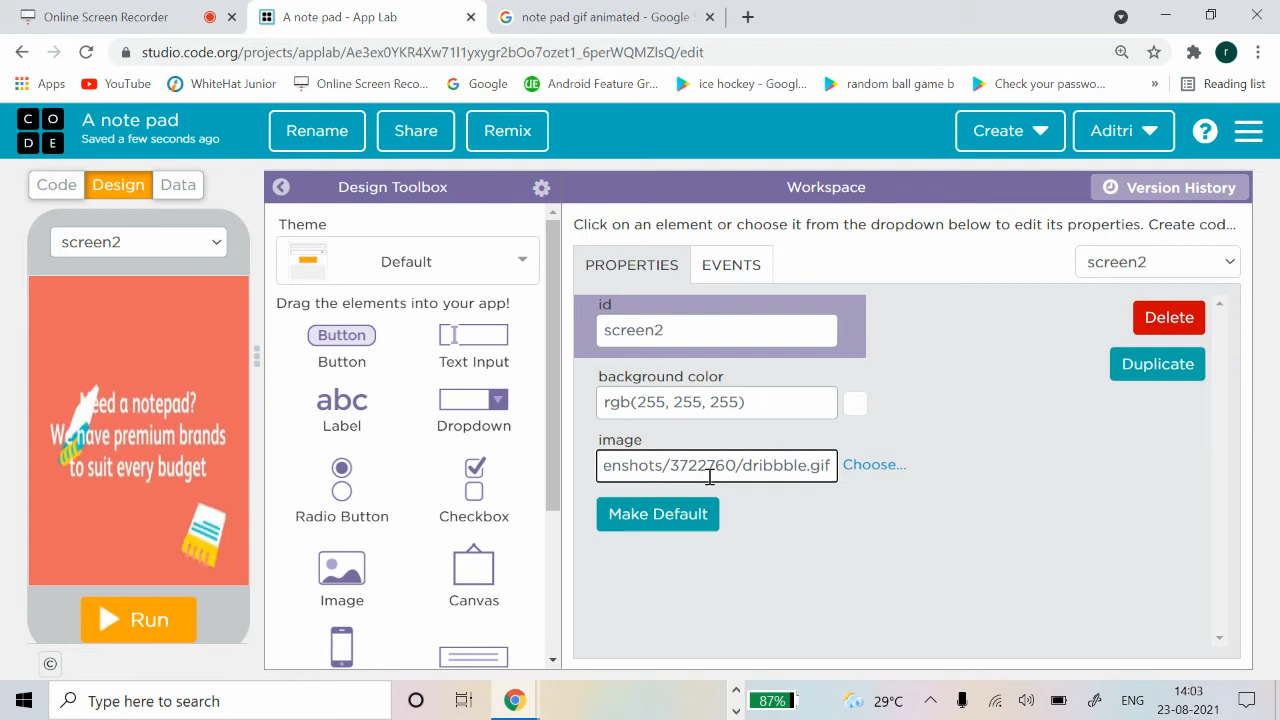 Online Screen Recorder
A note pad - App Lab
note pad gif animated - Google S
studio.code.org/projects/applab/Ae3ex0YKR4Xw71l1yxygr2bOo7ozet1_6perWQMZlsQ/edit
Apps
YouTube
WhiteHat Junior
Online Screen Reco...
Google
Android Feature Gr...
ice hockey - Googl...
random ball game b
Check your passwo...
»
Reading list
C O
D E
A note pad
Saved a few seconds ago
Rename
Share
Remix
Create
Aditri
?
Code
Design
Data
Design Toolbox
Workspace
Version History
screen2
Theme
Default
Drag the elements into your app!
Button
Button
Text Input
abc
Label
Dropdown
Radio Button
Checkbox
Image
Canvas
Need a notepad?
We have premium brands
to suit every budget
Run
©
Click on an element or choose it from the dropdown below to edit its properties. Create cod...
PROPERTIES
EVENTS
screen2
id
screen2
Delete
Duplicate
background color
rgb(255, 255, 255)
image
enshots/3722760/dribbble.gif
Choose...
Make Default
Type here to search
87%
29°C
ENG
14:03
23-08-2021